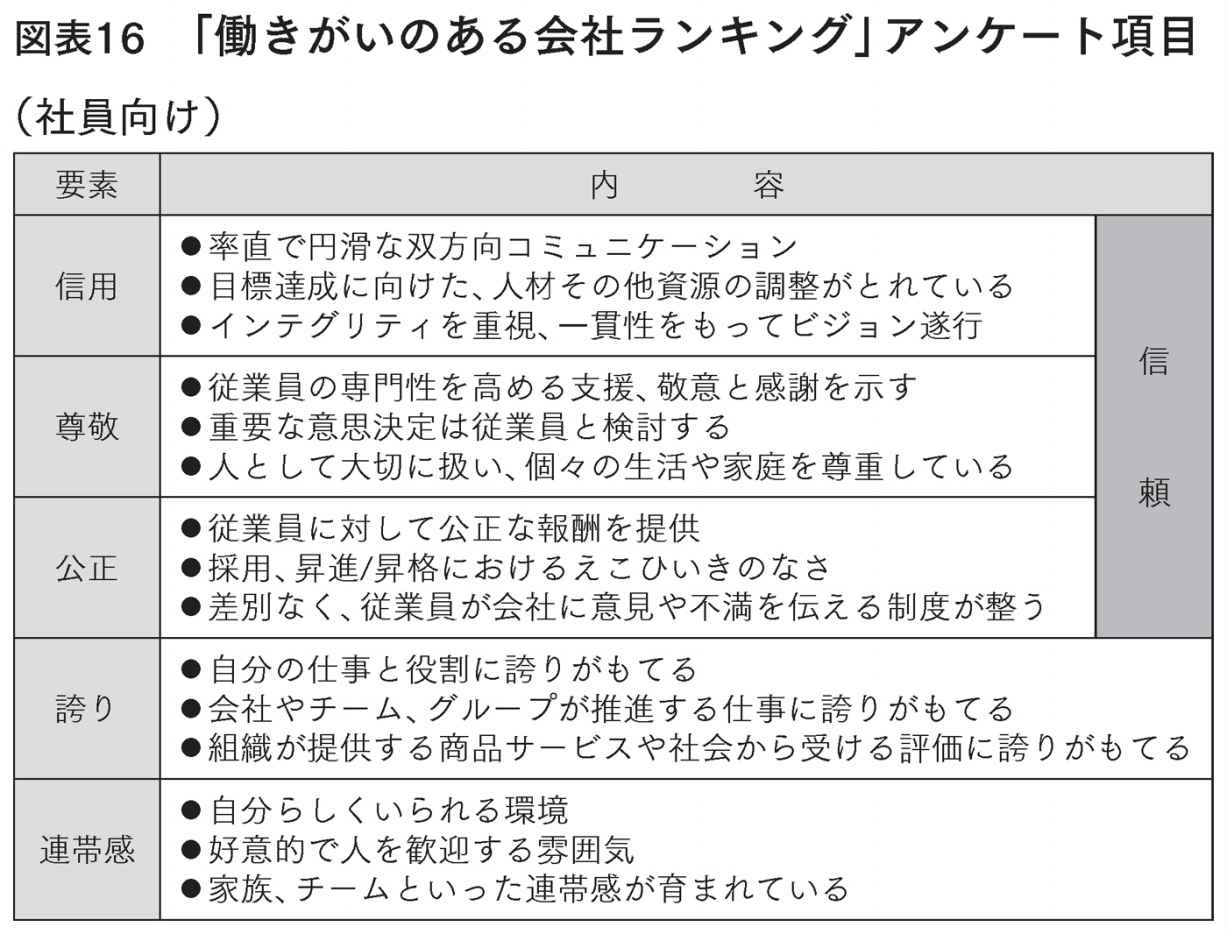 図表16 「働きがいのある会社ランキング」アンケート項目
（社員向け）
要素 内容
信用
●率直で円滑な双方向コミュニケーション
●目標達成に向けた、人材その他資源の調整がとれている
●インテグリティを重視、一貫性をもってビジョン遂行
尊敬
●従業員の専門性を高める支援、敬意と感謝を示す
●重要な意思決定は従業員と検討する
●人として大切に扱い、個々の生活や家庭を尊重している
公正
●従業員に対して公正な報酬を提供
●採用、昇進/昇格におけるえこひいきのなさ
●差別なく、従業員が会社に意見や不満を伝える制度が整う
信頼
誇り
●自分の仕事と役割に誇りがもてる
●会社やチーム、グループが推進する仕事に誇りがもてる
●組織が提供する商品サービスや社会から受ける評価に誇りがもてる
連帯感
●自分らしくいられる環境
●好意的で人を歓迎する雰囲気
●家族、チームといった連帯感が育まれている